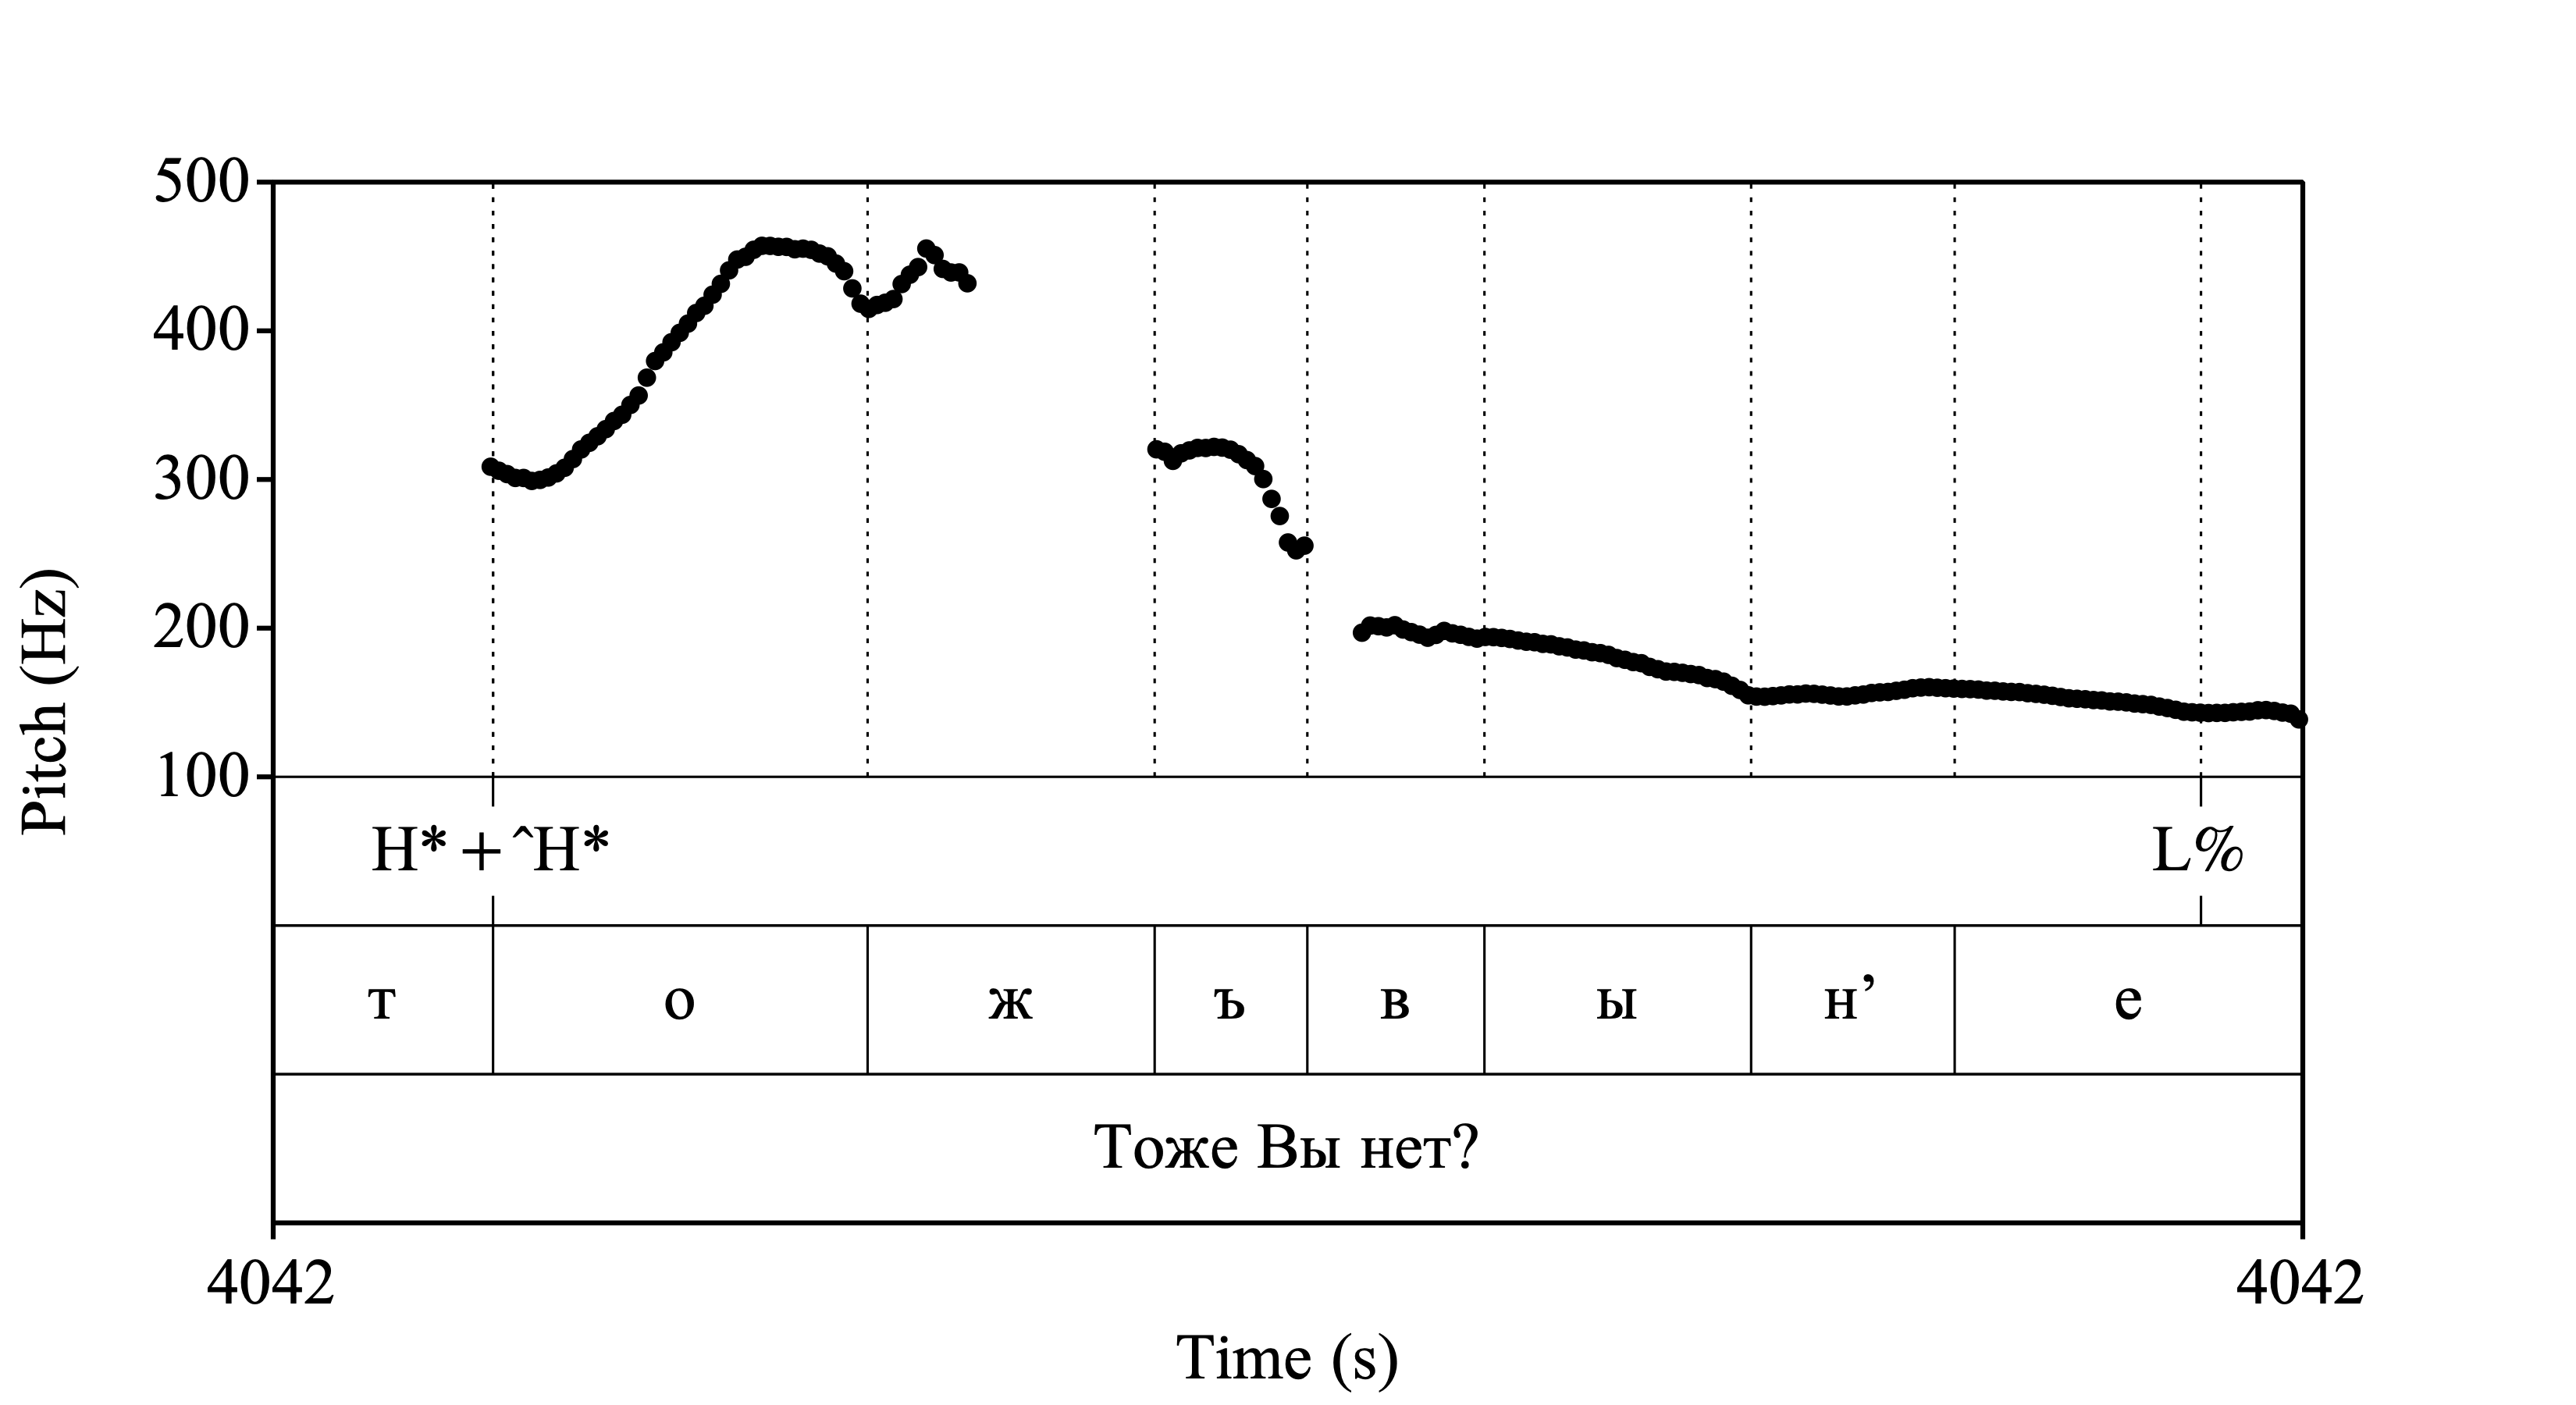 500
400
300
200
100
Pitch (Hz)
H* + ˆH* L%
т о ж ъ в ы н’ е
Тоже Вы нет?
4042 4042
Time (s)